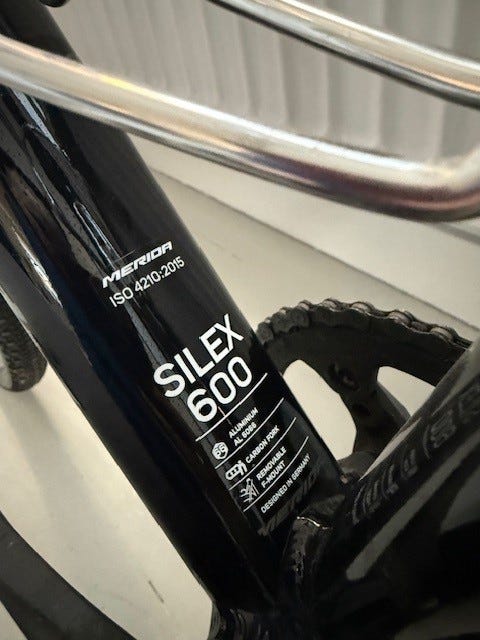 MERIDA
ISO 4210:2015
SILEX
600
ALUMINIUM
AL 6066
CARBON FORK
REMOVABLE
F-MOUNT
DESIGNED IN GERMANY